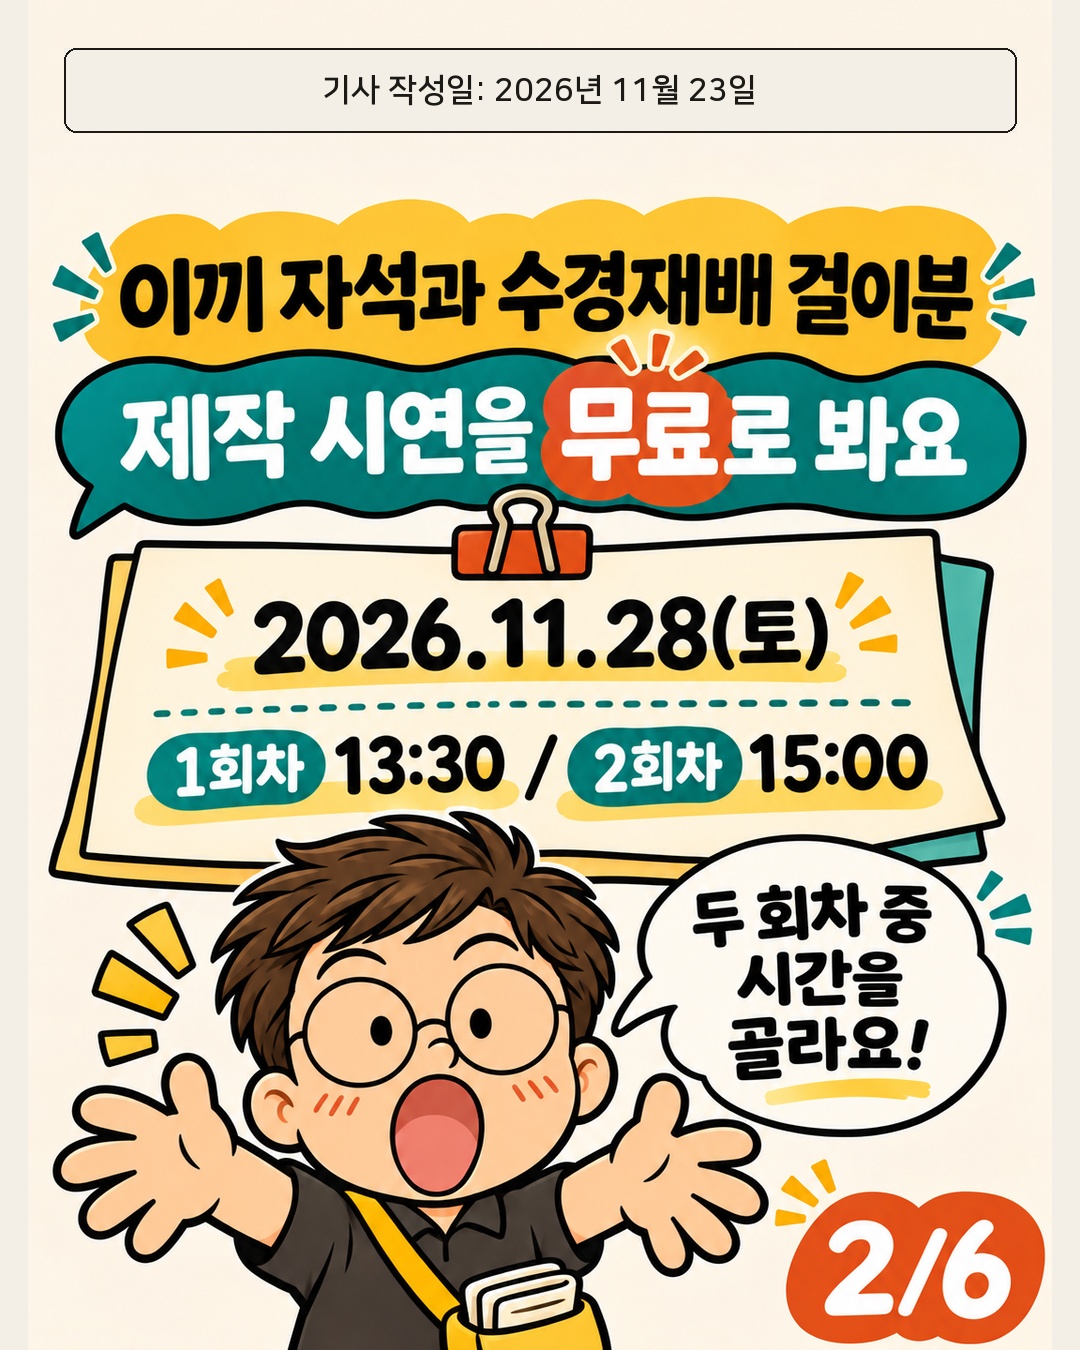 기사 작성일: 2026년 11월 23일
이끼 자석과 수경재배 걸이분
제작 시연을 무료로 봐요
2026.11.28(토)
1회차 13:30 / 2회차 15:00
두 회차 중
시간을
골라요!
2/6